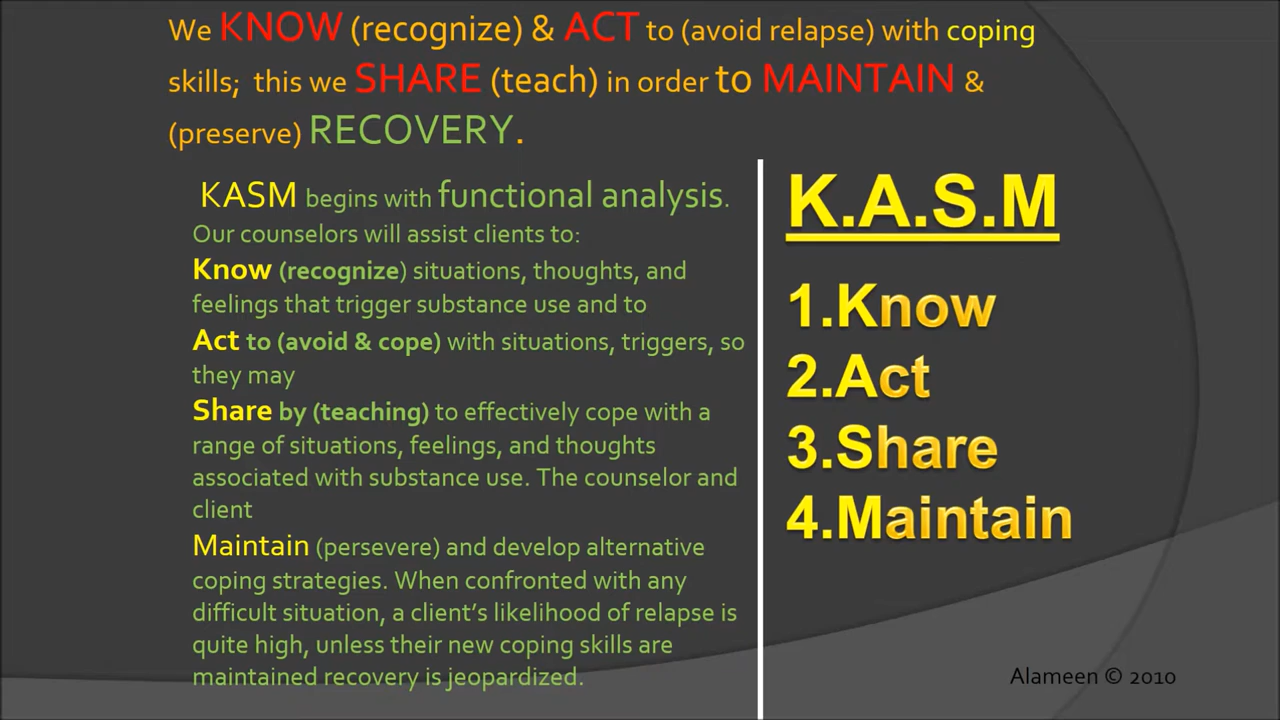 We KNOW (recognize) & ACT to (avoid relapse) with coping
skills;  this we SHARE (teach) in order to MAINTAIN &
(preserve) RECOVERY.
KASM begins with functional analysis.
Our counselors will assist clients to:
Know (recognize) situations, thoughts, and
feelings that trigger substance use and to
Act to (avoid & cope) with situations, triggers, so
they may
Share by (teaching) to effectively cope with a
range of situations, feelings, and thoughts
associated with substance use. The counselor and
client
Maintain (persevere) and develop alternative
coping strategies. When confronted with any
difficult situation, a client's likelihood of relapse is
quite high, unless their new coping skills are
maintained recovery is jeopardized.
K.A.S.M
1.Know
2.Act
3.Share
4.Maintain
Alameen © 2010